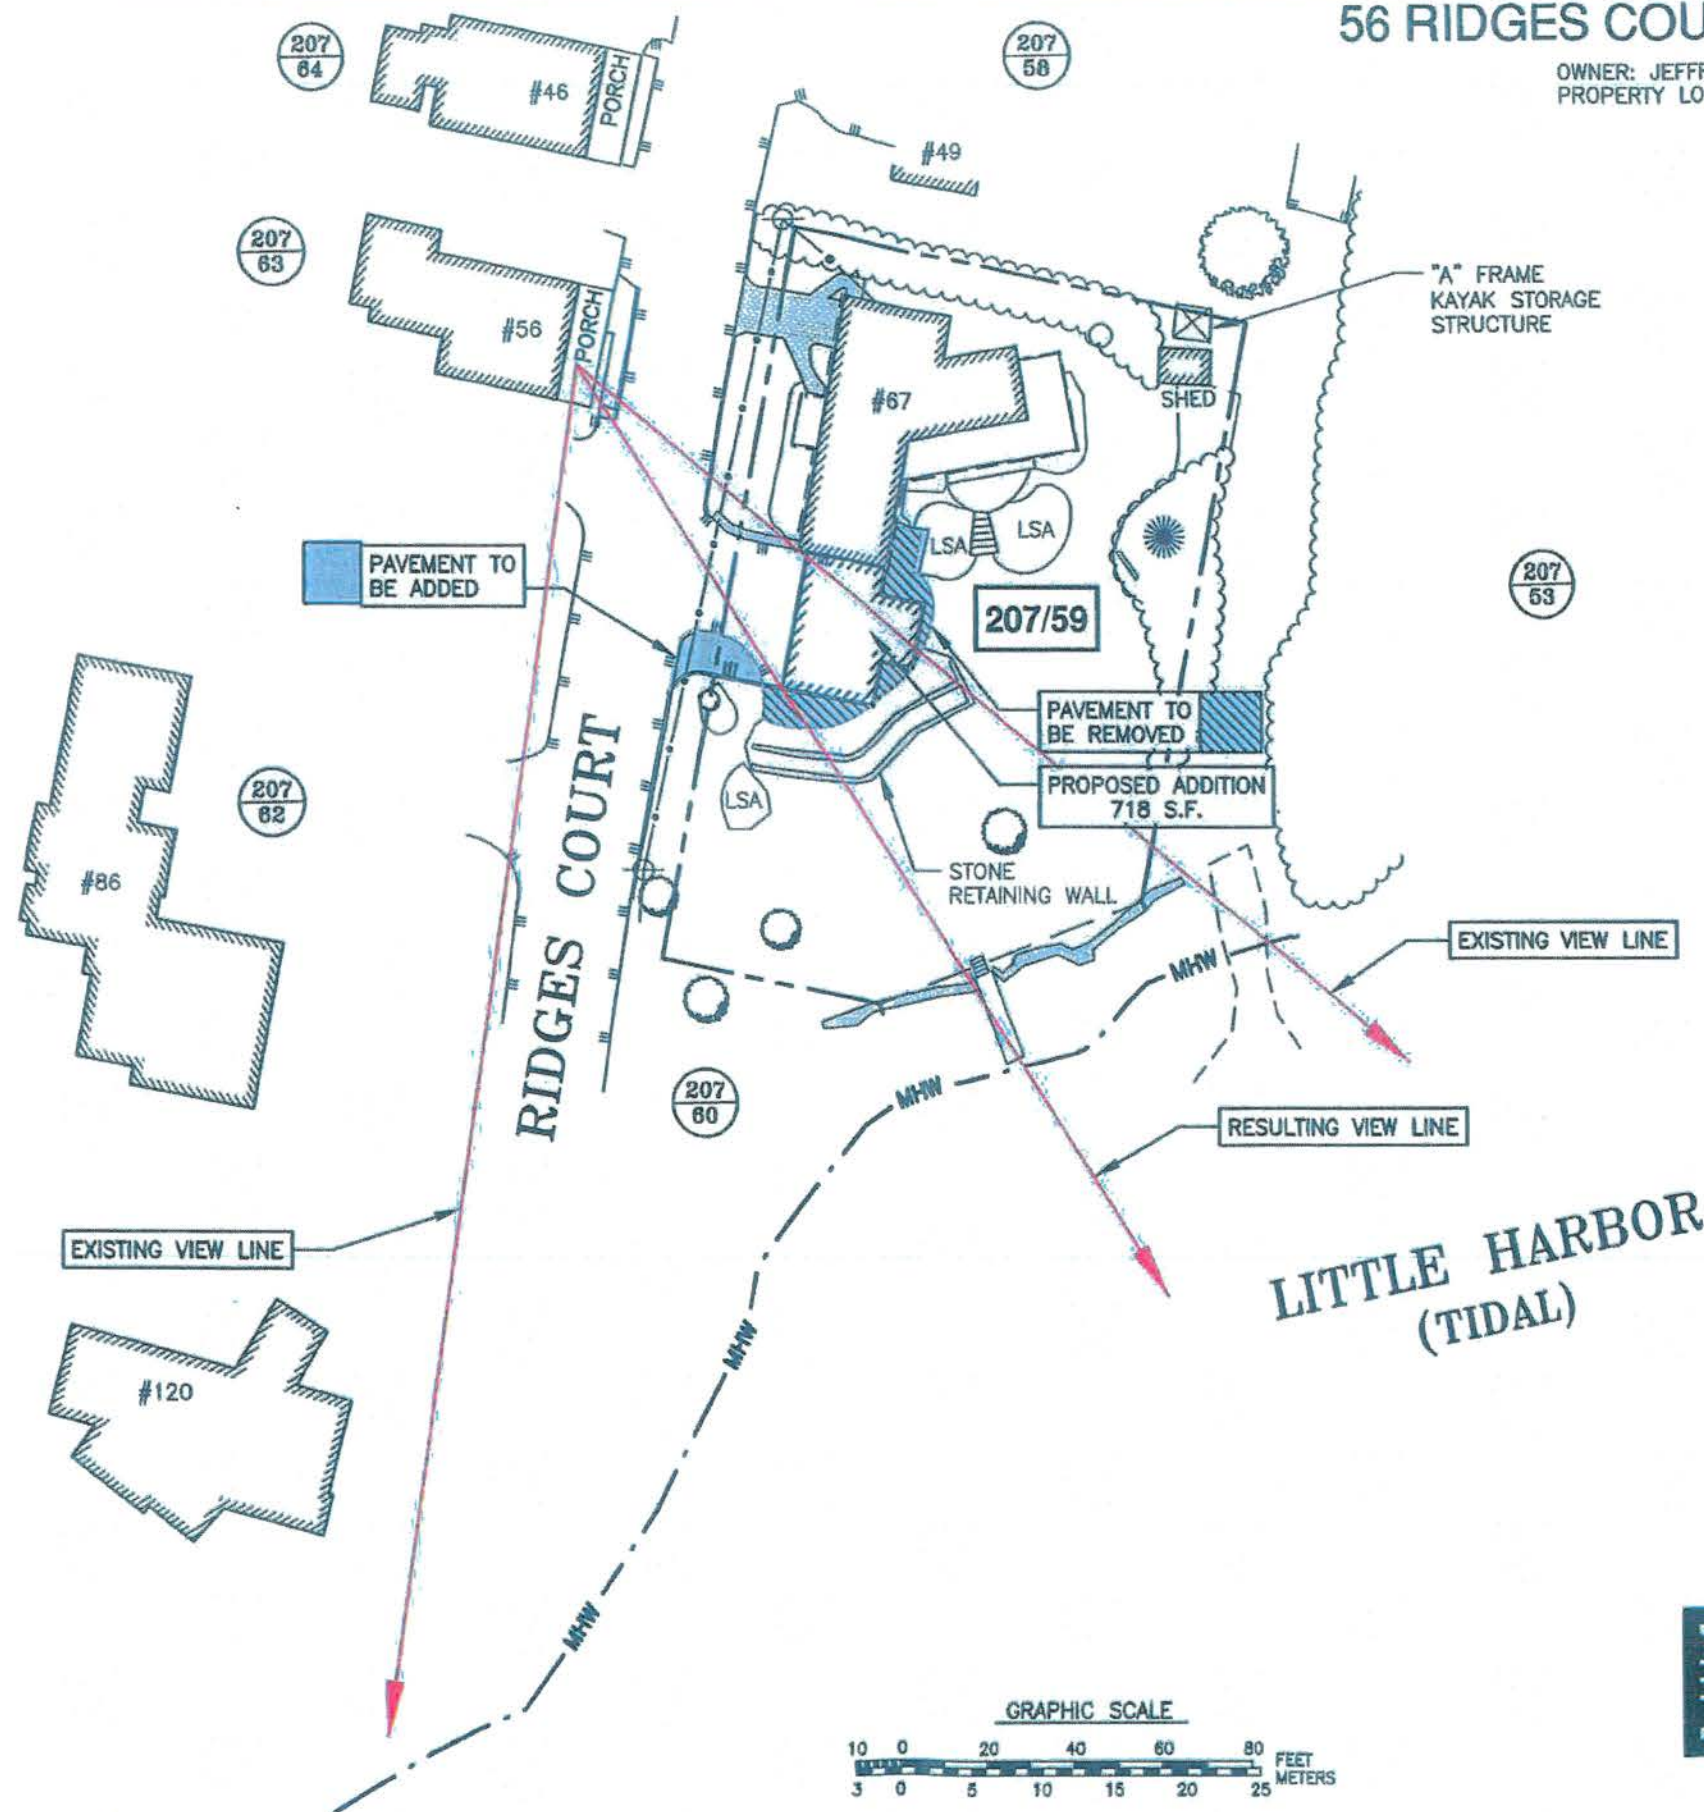 56 RIDGES COU
OWNER: JEFF
PROPERTY LO
207
64
#46
PORCH
207
58
#49
207
63
#56
PORCH
"A" FRAME
KAYAK STORAGE
STRUCTURE
#67
SHED
LSA
LSA
PAVEMENT TO
BE ADDED
207/59
207
53
PAVEMENT TO
BE REMOVED
PROPOSED ADDITION
718 S.F.
207
62
LSA
#86
STONE
RETAINING WALL
RIDGES COURT
EXISTING VIEW LINE
MHW
MHW
207
60
RESULTING VIEW LINE
EXISTING VIEW LINE
LITTLE HARBOR
(TIDAL)
MHW
#120
MHW
GRAPHIC SCALE
10 0 20 40 60 80
FEET
METERS
3 0 5 10 15 20 25